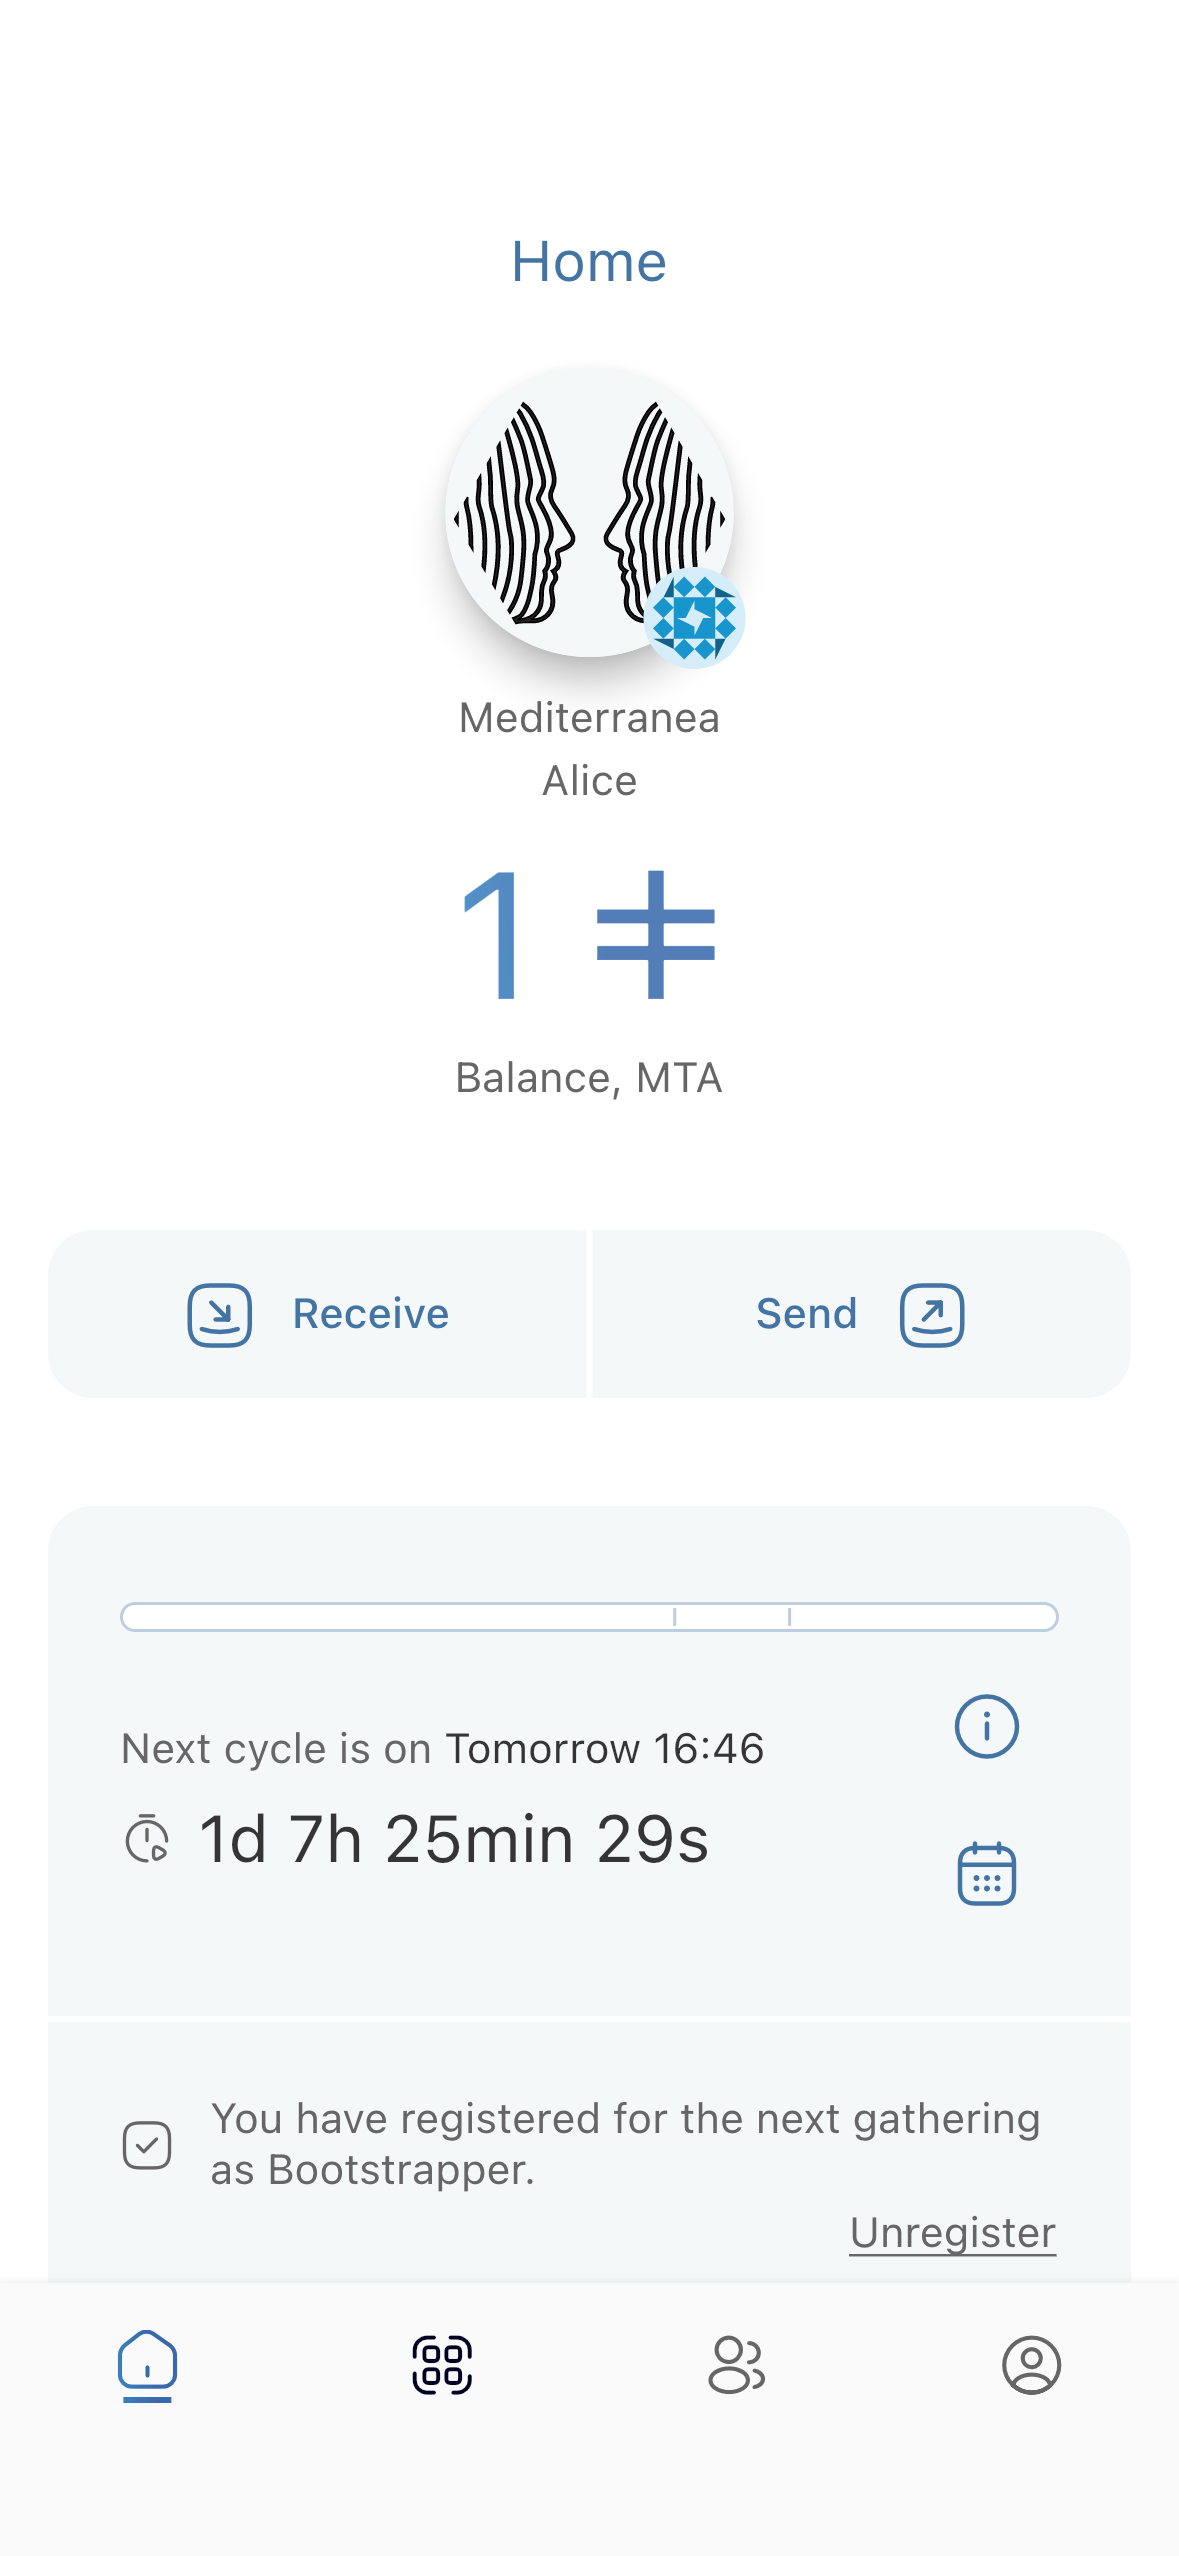 Home
Mediterranea
Alice
1 ⵐ
Balance, MTA
Receive
Send
Next cycle is on Tomorrow 16:46
1d 7h 25min 29s
You have registered for the next gathering
as Bootstrapper.
Unregister